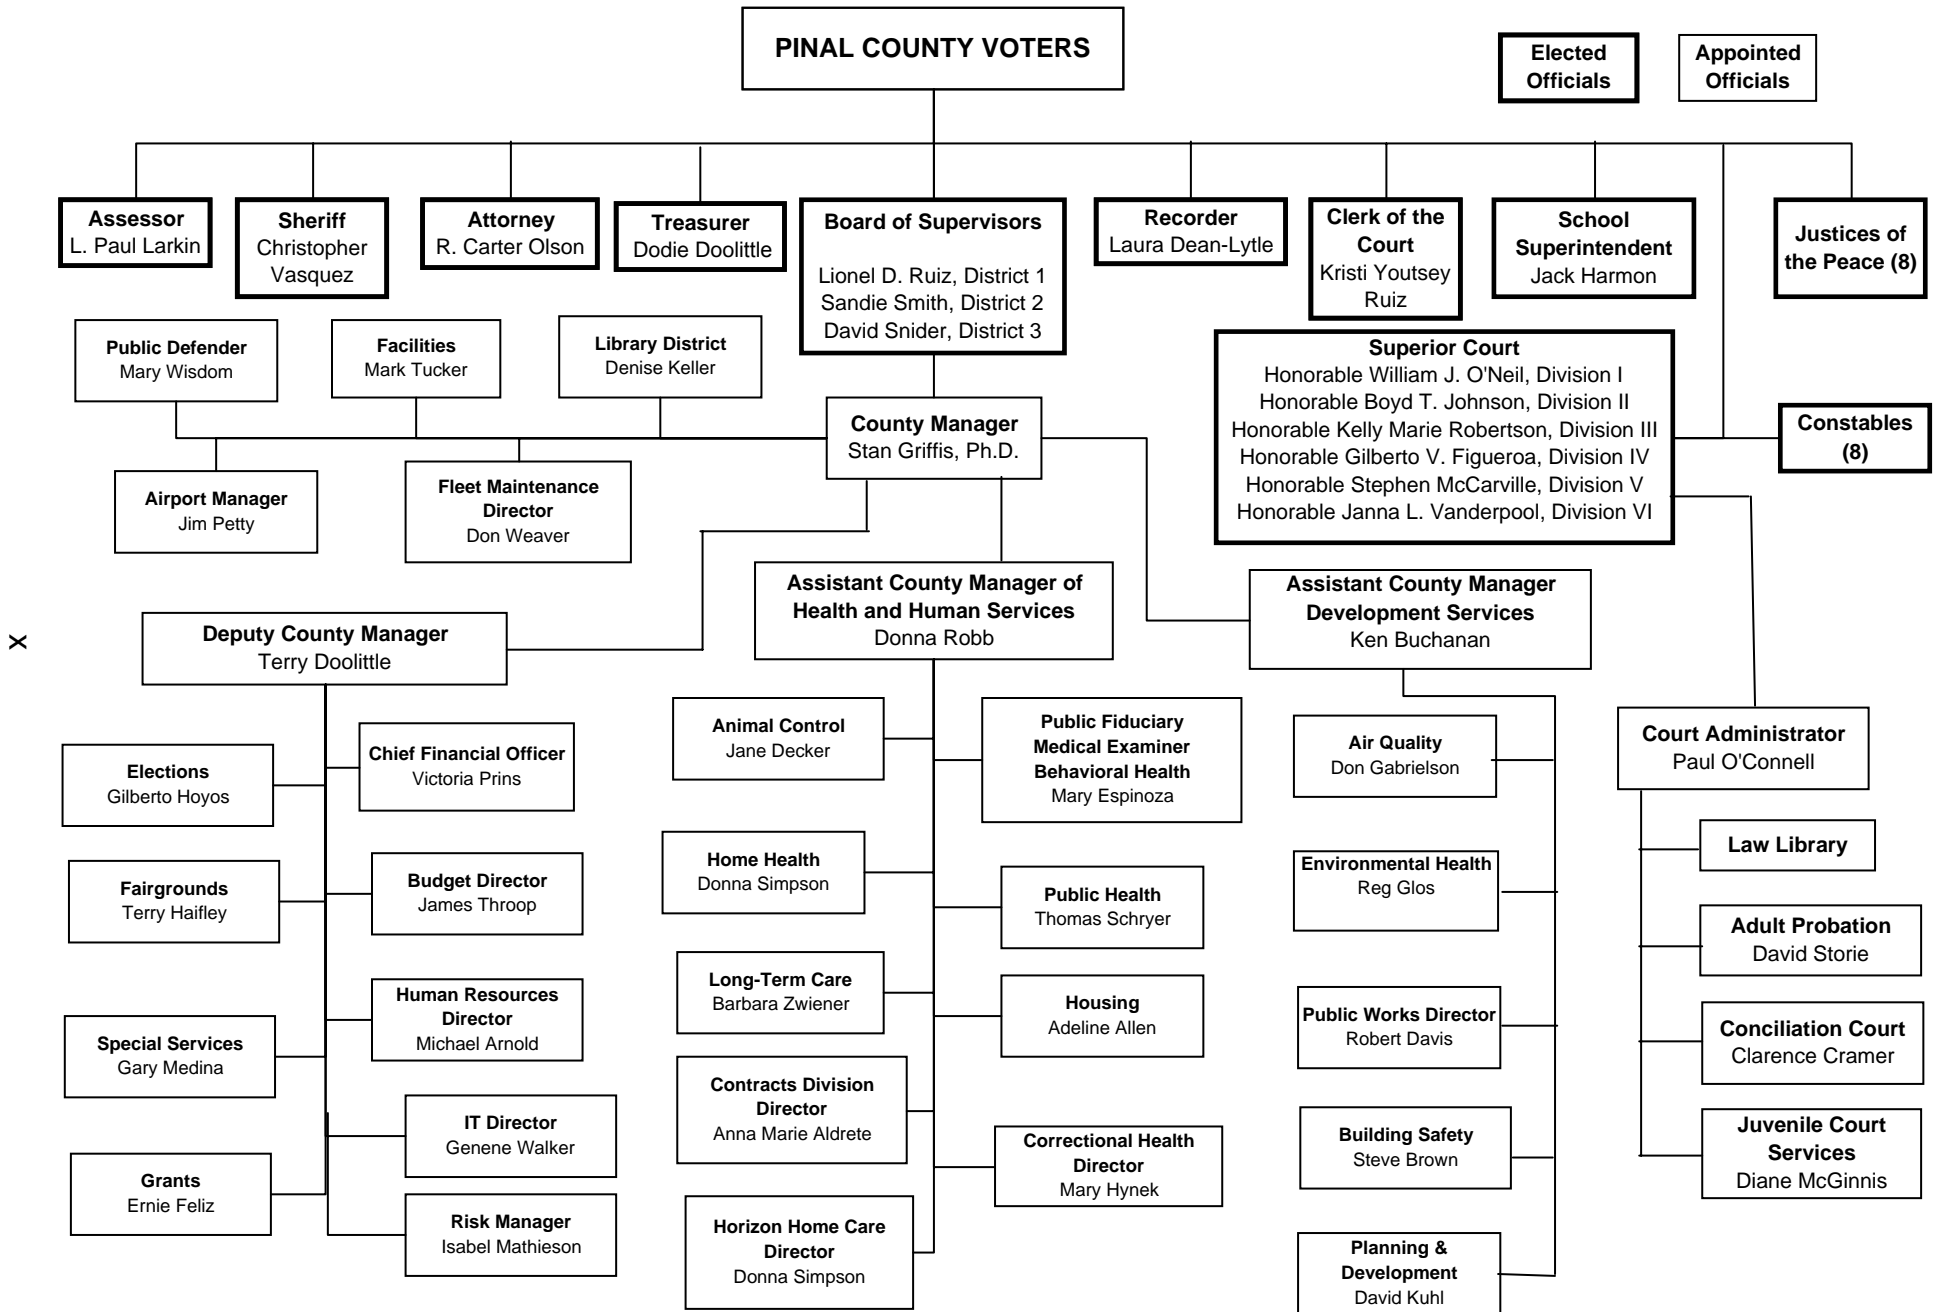 PINAL COUNTY VOTERS
Elected
Officials
Appointed
Officials
Assessor
L. Paul Larkin
Sheriff
Christopher
Vasquez
Attorney
R. Carter Olson
Treasurer
Dodie Doolittle
Board of Supervisors
Lionel D. Ruiz, District 1
Sandie Smith, District 2
David Snider, District 3
Recorder
Laura Dean-Lytle
Clerk of the
Court
Kristi Youtsey
Ruiz
School
Superintendent
Jack Harmon
Justices of
the Peace (8)
Public Defender
Mary Wisdom
Facilities
Mark Tucker
Library District
Denise Keller
Superior Court
Honorable William J. O'Neil, Division I
Honorable Boyd T. Johnson, Division II
Honorable Kelly Marie Robertson, Division III
Honorable Gilberto V. Figueroa, Division IV
Honorable Stephen McCarville, Division V
Honorable Janna L. Vanderpool, Division VI
Constables
(8)
County Manager
Stan Griffis, Ph.D.
Airport Manager
Jim Petty
Fleet Maintenance
Director
Don Weaver
Deputy County Manager
Terry Doolittle
Assistant County Manager of
Health and Human Services
Donna Robb
Assistant County Manager
Development Services
Ken Buchanan
x
Elections
Gilberto Hoyos
Chief Financial Officer
Victoria Prins
Fairgrounds
Terry Haifley
Budget Director
James Throop
Special Services
Gary Medina
Human Resources
Director
Michael Arnold
Grants
Ernie Feliz
IT Director
Genene Walker
Risk Manager
Isabel Mathieson
Animal Control
Jane Decker
Public Fiduciary
Medical Examiner
Behavioral Health
Mary Espinoza
Home Health
Donna Simpson
Public Health
Thomas Schryer
Long-Term Care
Barbara Zwiener
Housing
Adeline Allen
Contracts Division
Director
Anna Marie Aldrete
Correctional Health
Director
Mary Hynek
Horizon Home Care
Director
Donna Simpson
Air Quality
Don Gabrielson
Environmental Health
Reg Glos
Public Works Director
Robert Davis
Building Safety
Steve Brown
Planning &
Development
David Kuhl
Court Administrator
Paul O'Connell
Law Library
Adult Probation
David Storie
Conciliation Court
Clarence Cramer
Juvenile Court
Services
Diane McGinnis